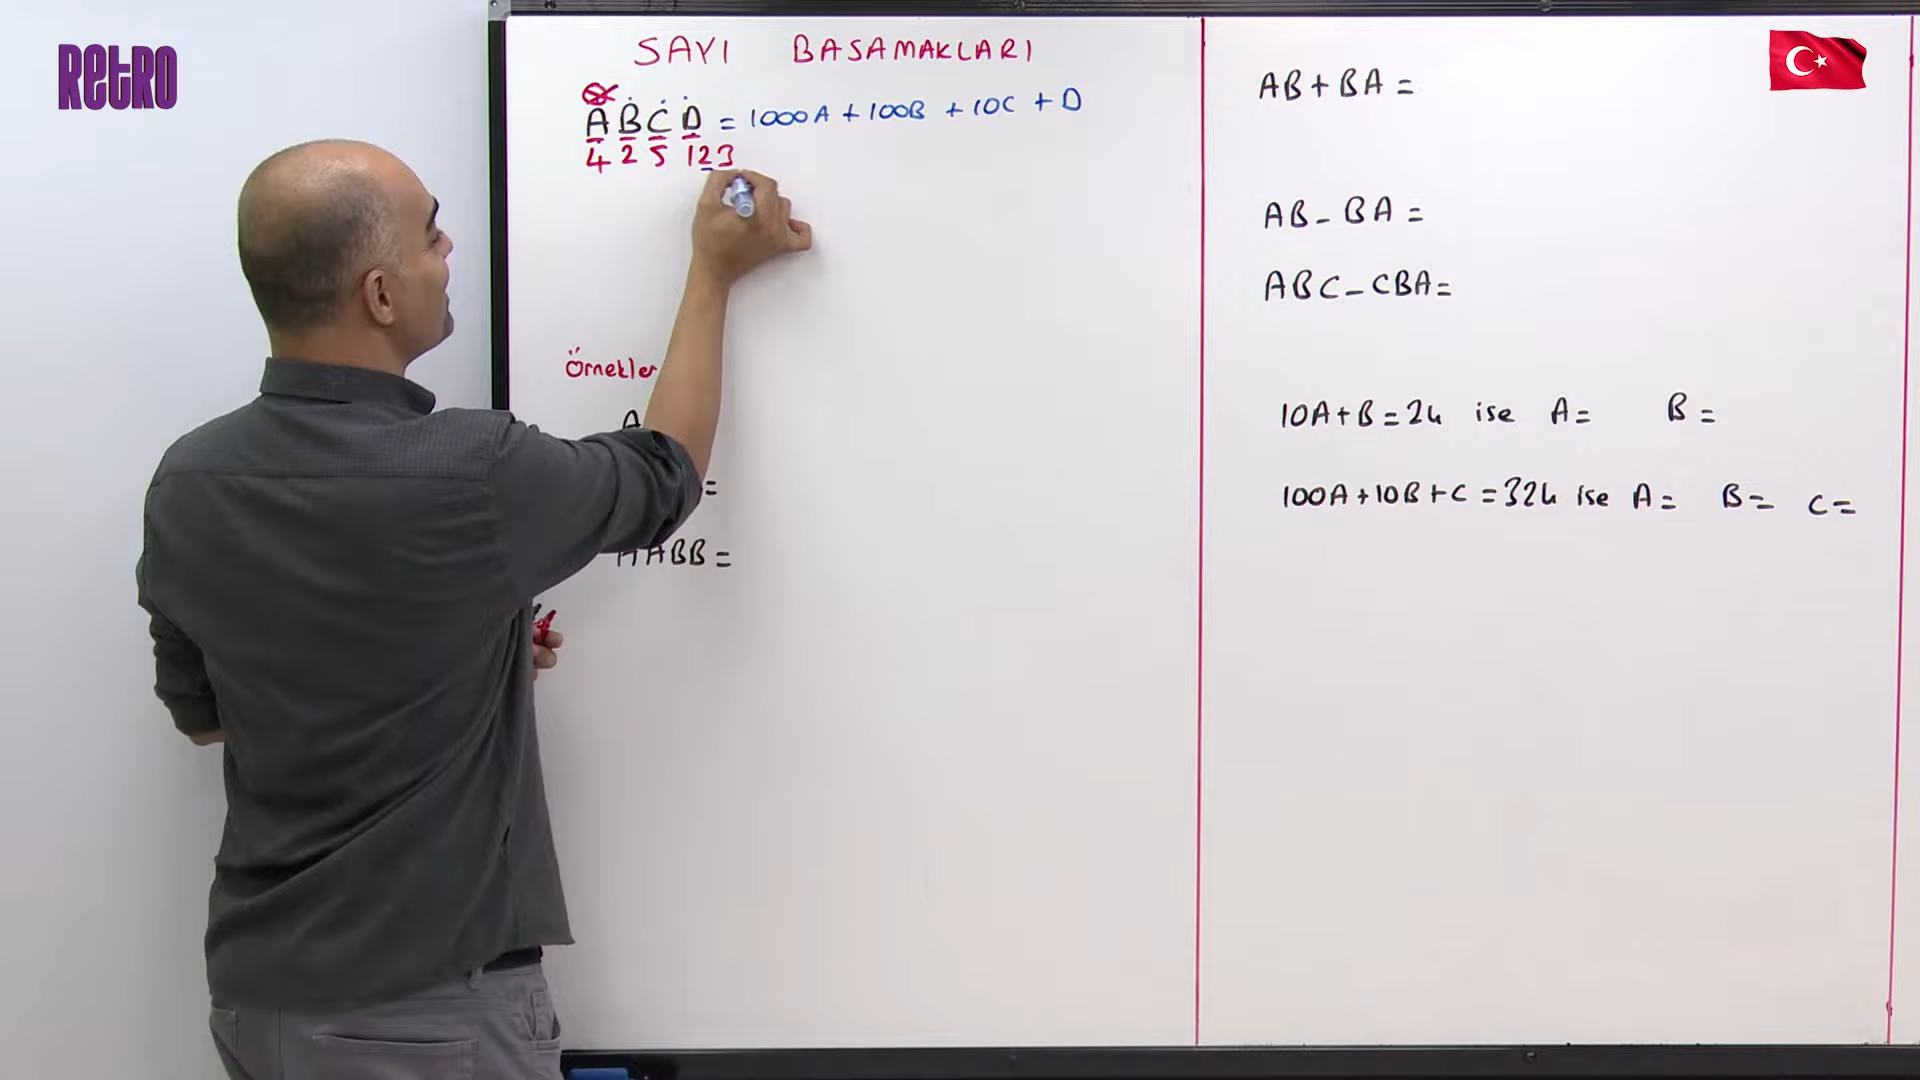 RETRO
SAYI BASAMAKLARI
ABCD = 1000A + 100B + 10C + D
4 2 5 123
Örnekler
A
=
AABB =
AB + BA =
AB - BA =
ABC - CBA =
10A + B = 24 ise A = B =
100A + 10B + C = 324 ise A = B = C =